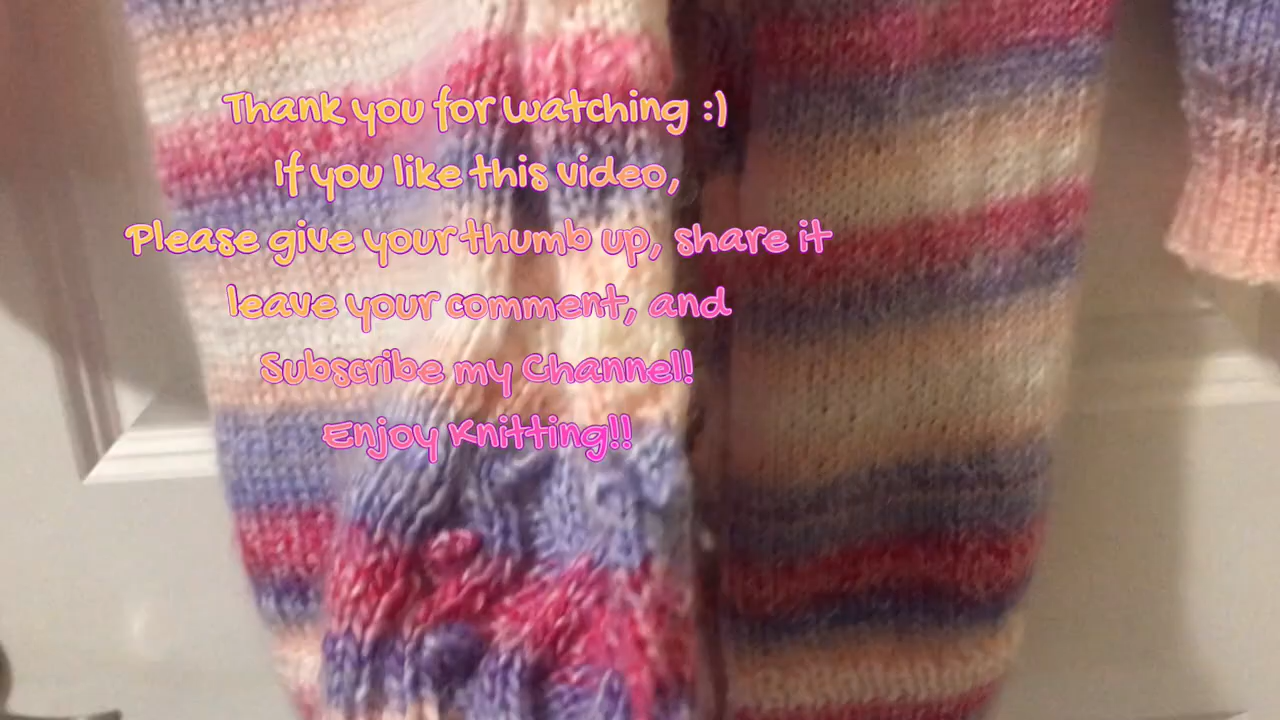 Thank you for watching :)
If you like this video,
Please give your thumb up, share it
leave your comment, and
Subscribe my Channel!
Enjoy Knitting!!